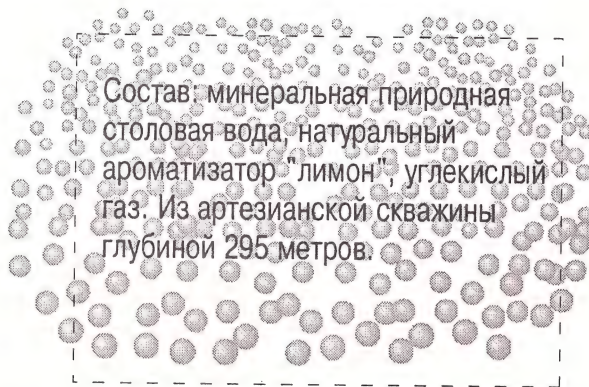 Состав: минеральная природная
столовая вода, натуральный
ароматизатор "лимон", углекислый
газ. Из артезианской скважины
глубиной 295 метров.